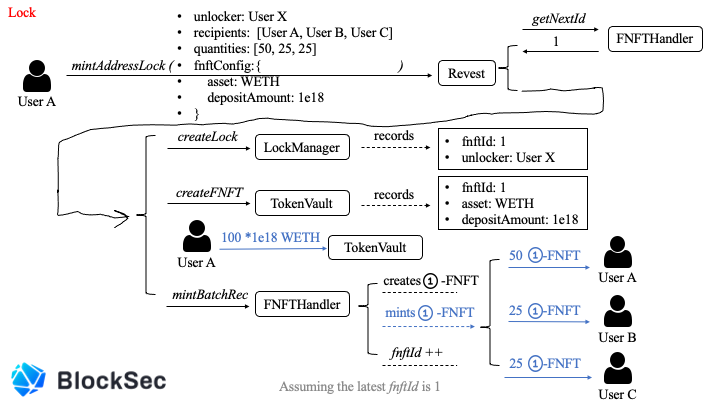 Lock
• unlocker: User X
• recipients: [User A, User B, User C]
• quantities: [50, 25, 25]
• fnftConfig:{
asset: WETH
depositAmount: 1e18
• }
User A
mintAddressLock ( )
Revest
getNextId
1
FNFTHandler
createLock
LockManager
records
• fnftId: 1
• unlocker: User X
createFNFT
TokenVault
records
• fnftId: 1
• asset: WETH
• depositAmount: 1e18
User A
100 *1e18 WETH
TokenVault
mintBatchRec
FNFTHandler
creates ① -FNFT
mints ① -FNFT
fnftId ++
50 ①-FNFT
User A
25 ①-FNFT
User B
25 ①-FNFT
User C
BlockSec
Assuming the latest fnftId is 1